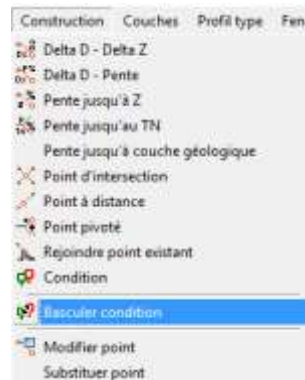 Construction Couches Profil type Fen
Delta D - Delta Z
Delta D - Pente
Pente jusqu'à Z
Pente jusqu'au TN
Pente jusqu'à couche géologique
Point d'intersection
Point à distance
Point pivoté
Rejoindre point existant
Condition
Basculer condition
Modifier point
Substituer point